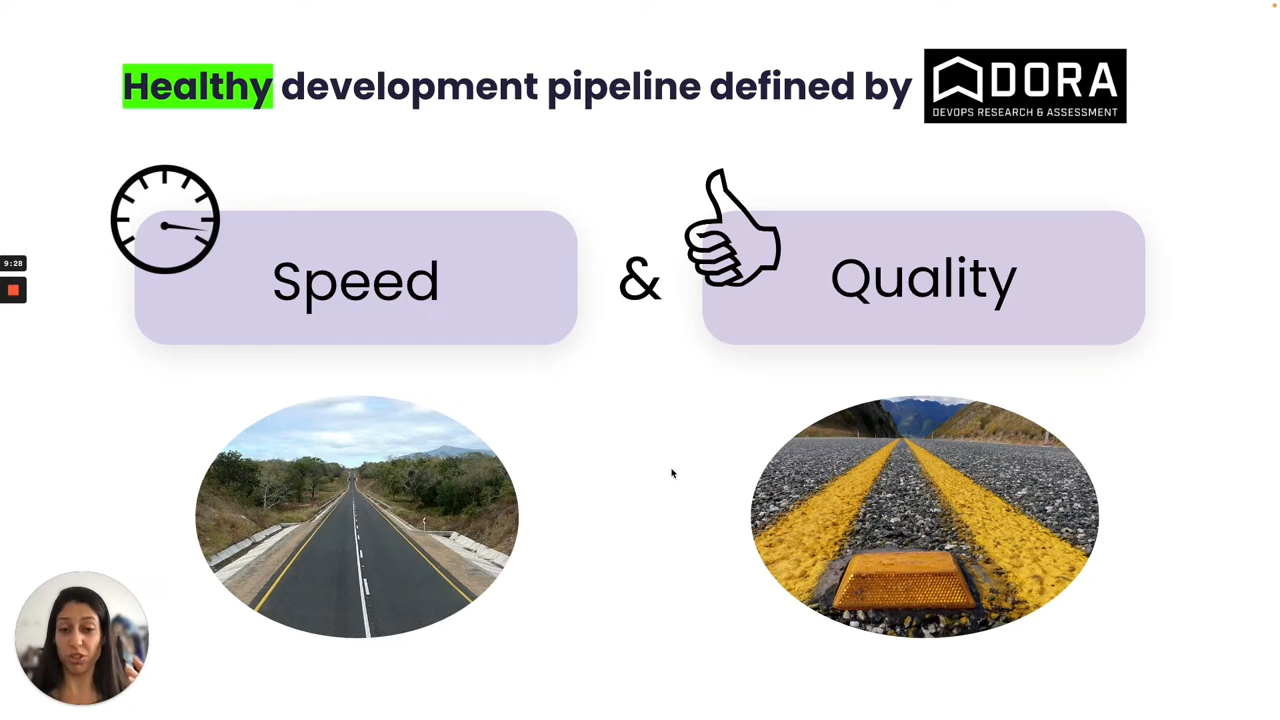 Healthy development pipeline defined by
DORA
DEVOPS RESEARCH & ASSESSMENT
Speed
&
Quality
9:28